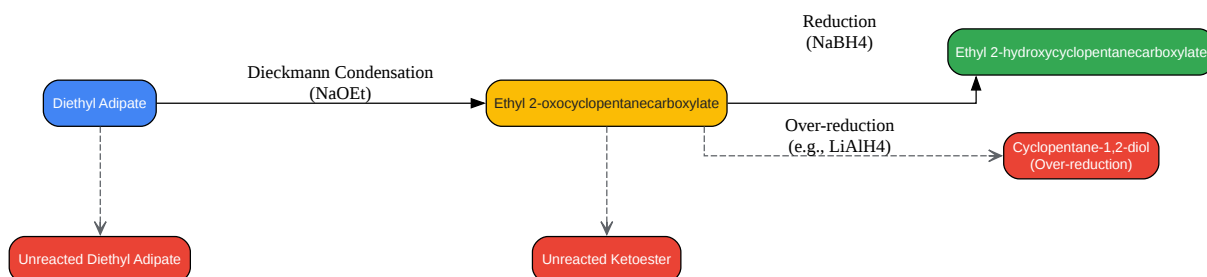 Reduction
(NaBH4)
Ethyl 2-hydroxycyclopentanecarboxylate
Dieckmann Condensation
(NaOEt)
Diethyl Adipate
Ethyl 2-oxocyclopentanecarboxylate
Over-reduction
(e.g., LiAlH4)
Cyclopentane-1,2-diol
(Over-reduction)
Unreacted Diethyl Adipate
Unreacted Ketoester